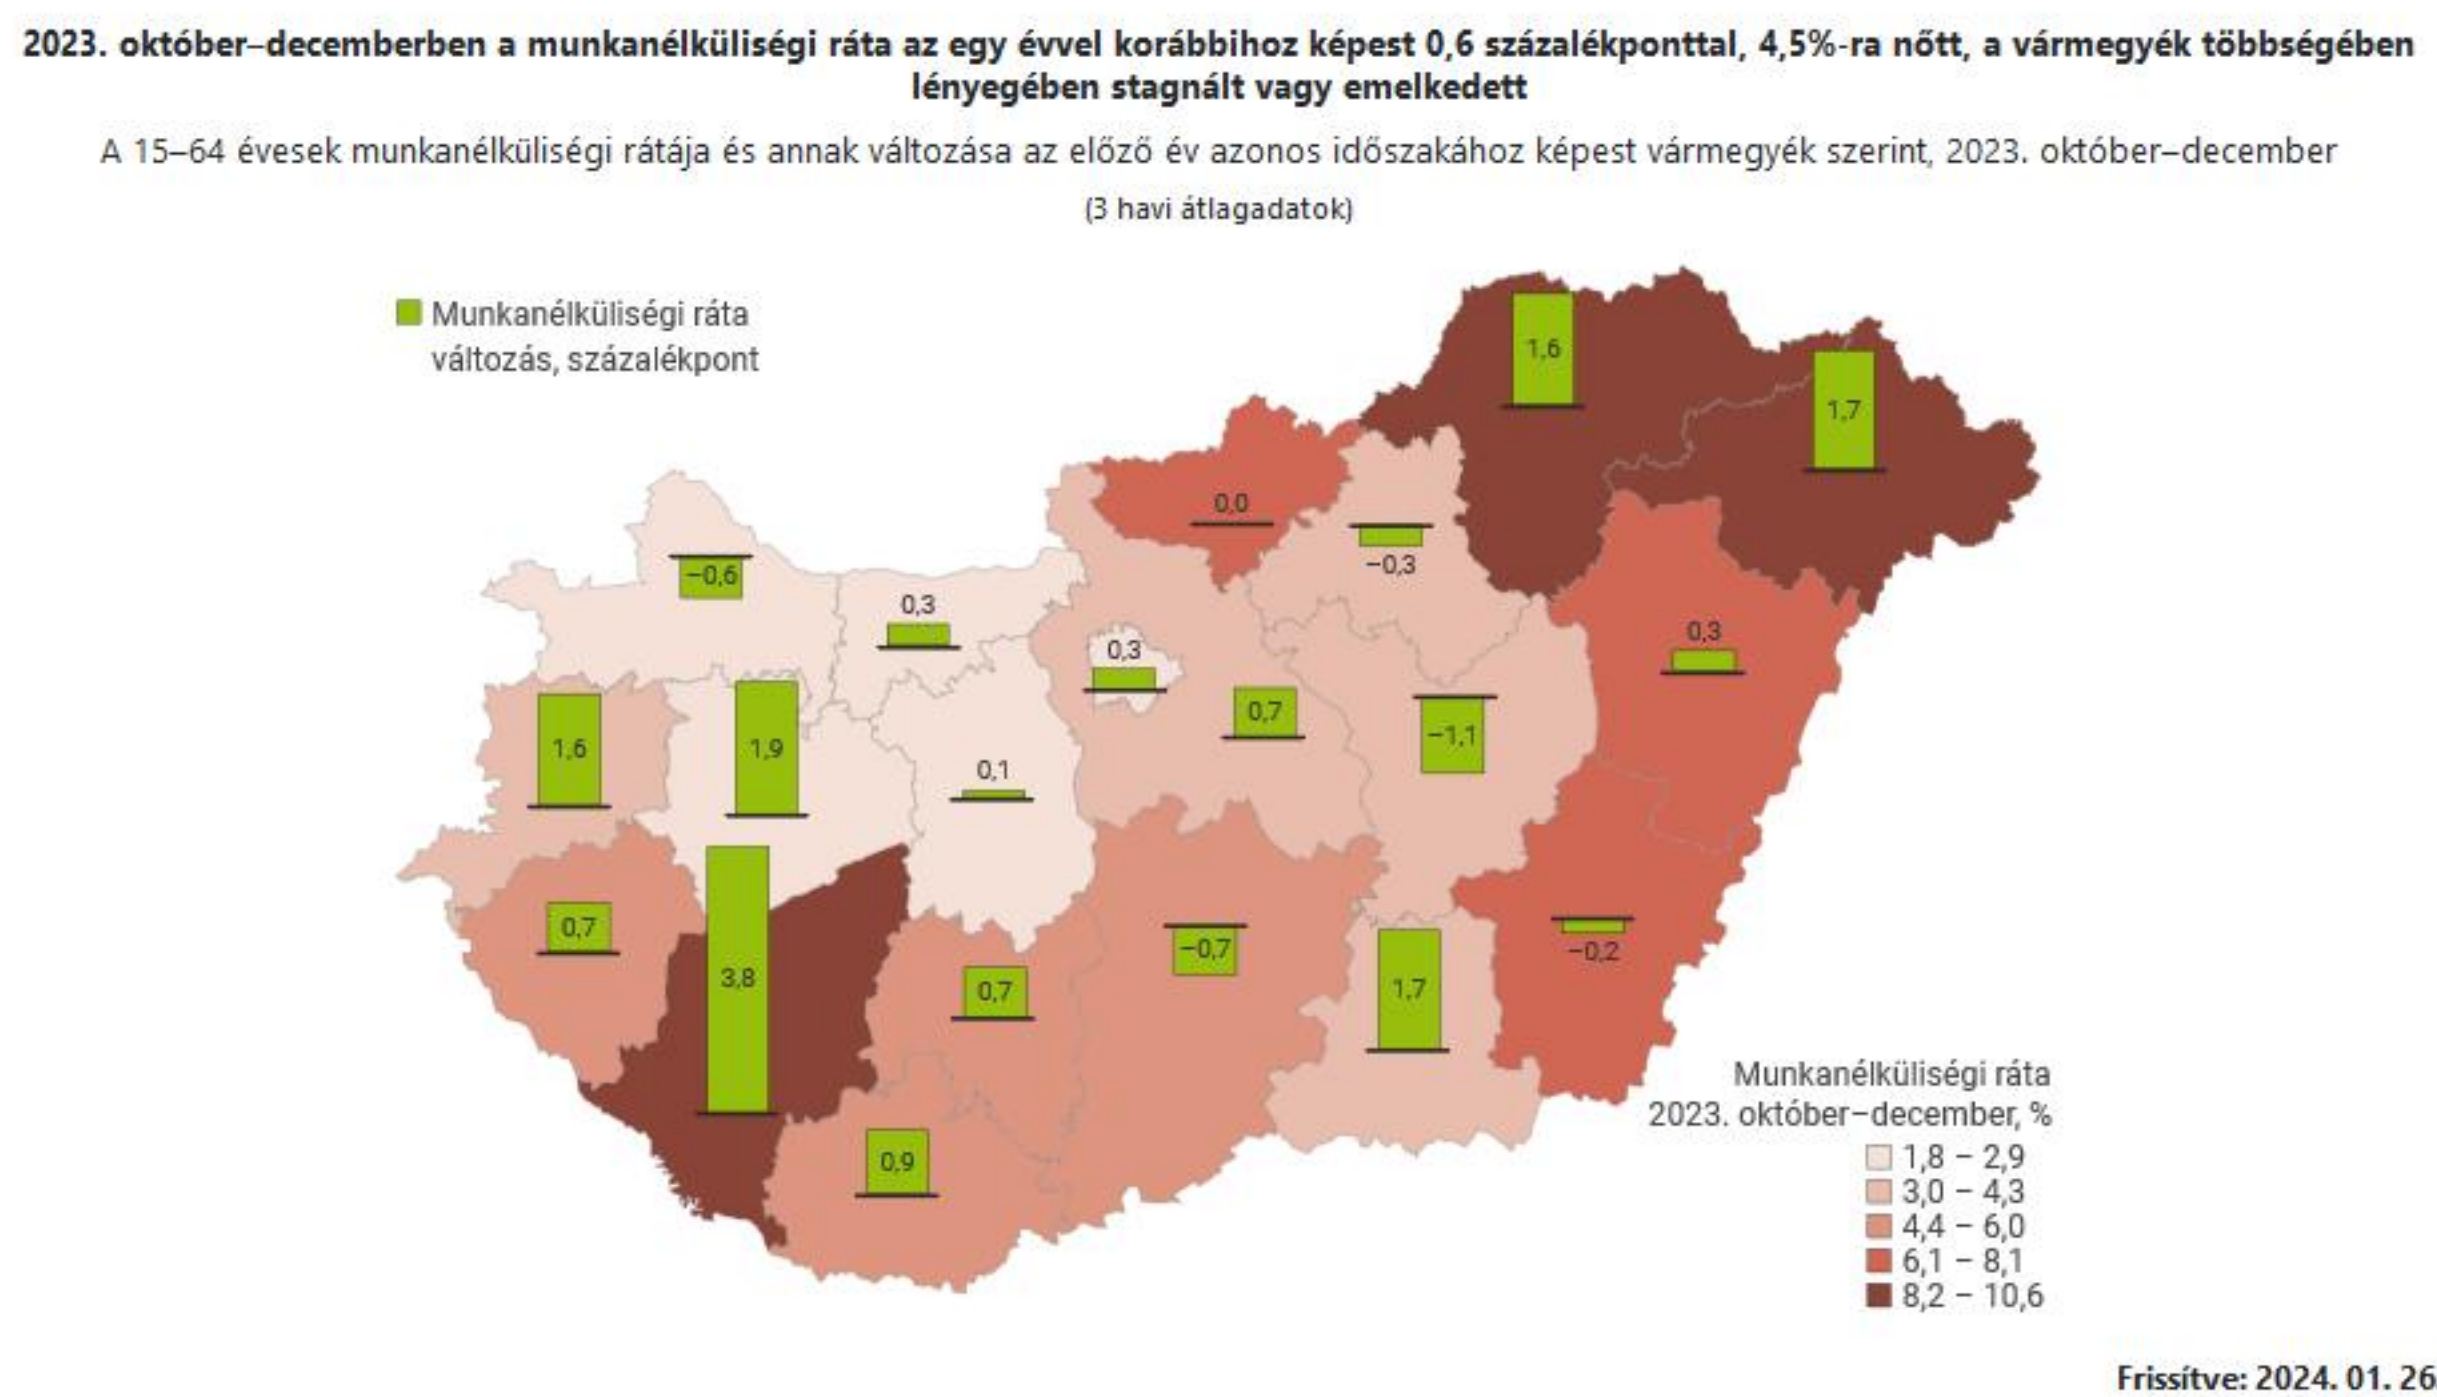 2023. október–decemberben a munkanélküliségi ráta az egy évvel korábbihoz képest 0,6 százalékponttal, 4,5%-ra nőtt, a vármegyék többségében
lényegében stagnált vagy emelkedett
A 15–64 évesek munkanélküliségi rátája és annak változása az előző év azonos időszakához képest vármegyék szerint, 2023. október–december
(3 havi átlagadatok)
Munkanélküliségi ráta
változás, százalékpont
1,6
1,7
0,0
−0,3
−0,6
0,3
0,3
0,3
0,7
−1,1
1,6
1,9
0,1
0,7
3,8
0,7
−0,7
1,7
−0,2
0,9
Munkanélküliségi ráta
2023. október–december, %
1,8 – 2,9
3,0 – 4,3
4,4 – 6,0
6,1 – 8,1
8,2 – 10,6
Frissítve: 2024. 01. 26